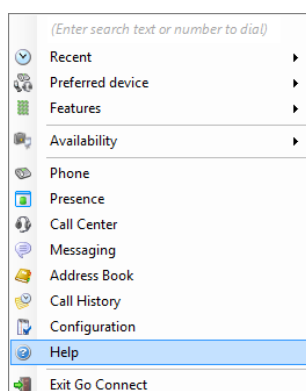 (Enter search text or number to dial)
Recent
Preferred device
Features
Availability
Phone
Presence
Call Center
Messaging
Address Book
Call History
Configuration
Help
Exit Go Connect